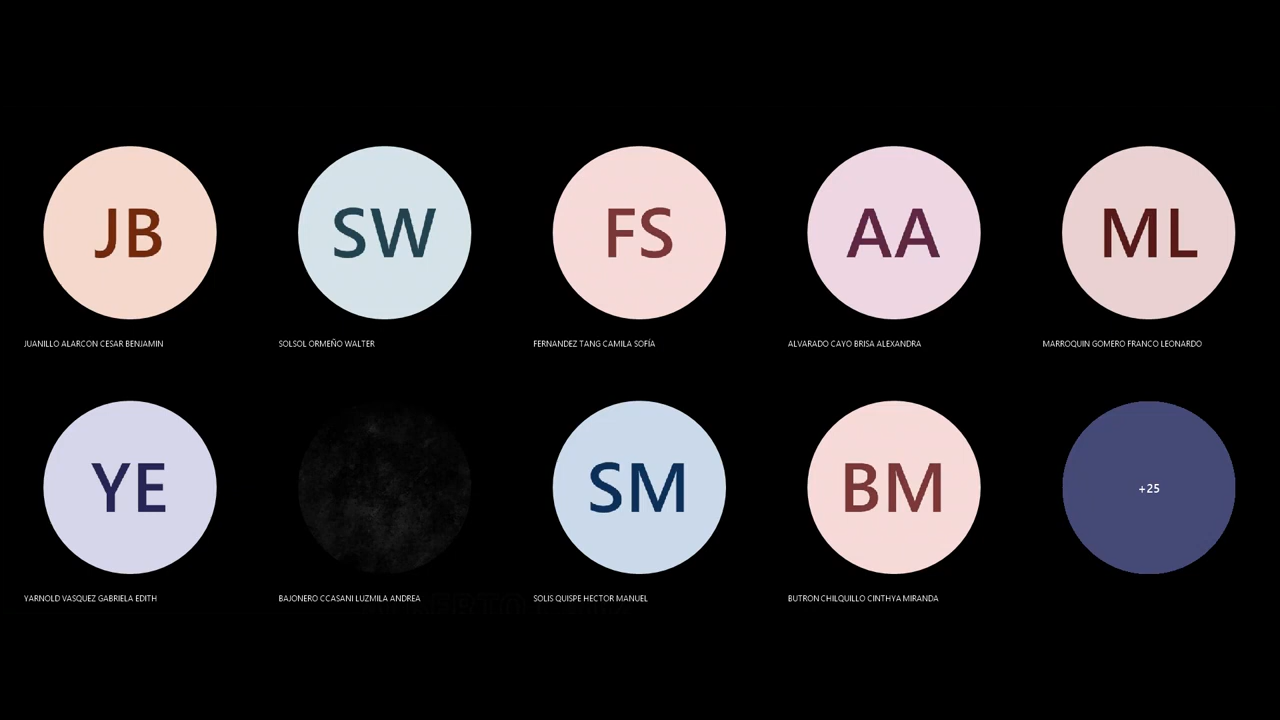 JB
SW
FS
AA
ML
JUANILLO ALARCON CESAR BENJAMIN
SOLSOL ORMEÑO WALTER
FERNANDEZ TANG CAMILA SOFÍA
ALVARADO CAYO BRISA ALEXANDRA
MARROQUIN GOMERO FRANCO LEONARDO
YE
SM
BM
+25
YARNOLD VASQUEZ GABRIELA EDITH
BAJONERO CCASANI LUZMILA ANDREA
SOLIS QUISPE HECTOR MANUEL
BUTRON CHILQUILLO CINTHYA MIRANDA